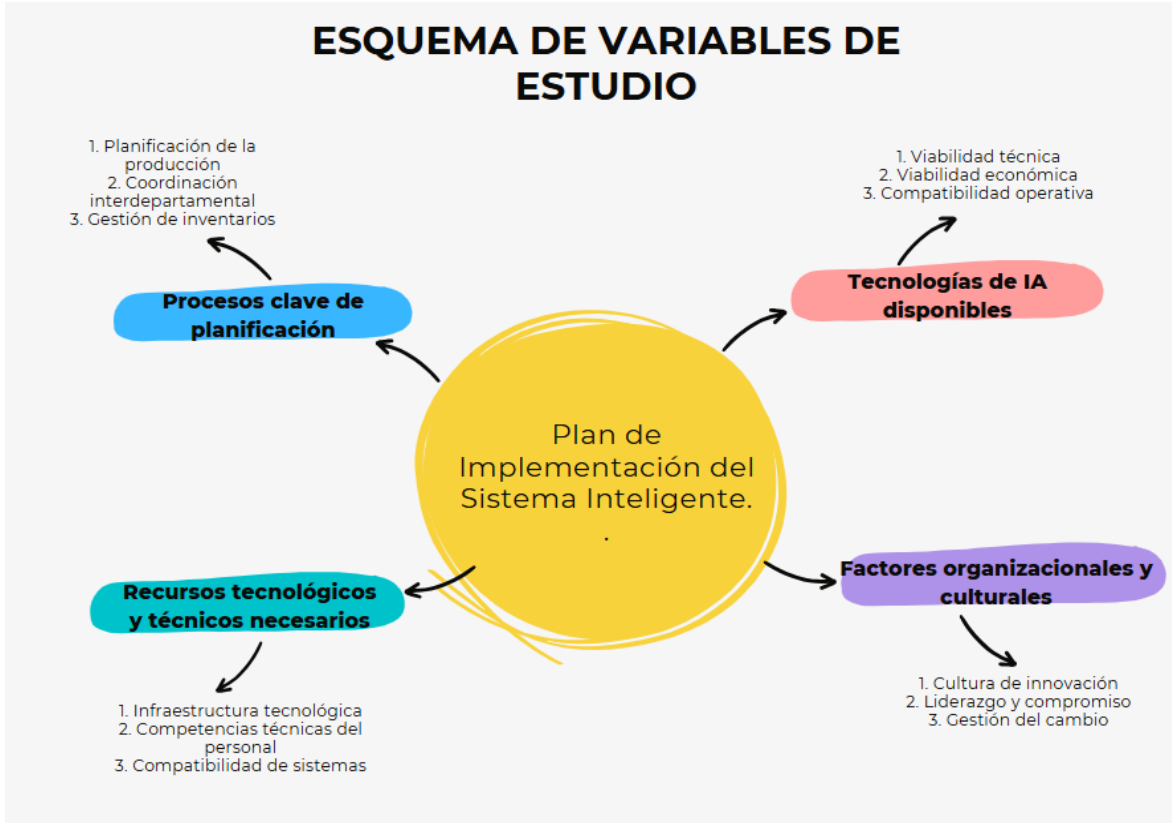 ESQUEMA DE VARIABLES DE
ESTUDIO
1. Planificación de la
producción
2. Coordinación
interdepartamental
3. Gestión de inventarios
Procesos clave de
planificación
1. Viabilidad técnica
2. Viabilidad económica
3. Compatibilidad operativa
Tecnologías de IA
disponibles
Plan de
Implementación del
Sistema Inteligente.
.
Recursos tecnológicos
y técnicos necesarios
1. Infraestructura tecnológica
2. Competencias técnicas del
personal
3. Compatibilidad de sistemas
Factores organizacionales y
culturales
1. Cultura de innovación
2. Liderazgo y compromiso
3. Gestión del cambio